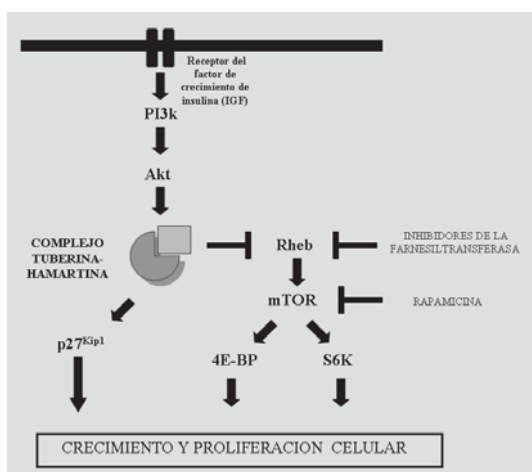 Receptor del
factor de
crecimiento de
insulina (IGF)
PI3k
Akt
COMPLEJO
TUBERINA-
HAMARTINA
Rheb
INHIBIDORES DE LA
FARNESILTRANSFERASA
mTOR
RAPAMICINA
p27Kip1
4E-BP
S6K
CRECIMIENTO Y PROLIFERACION CELULAR